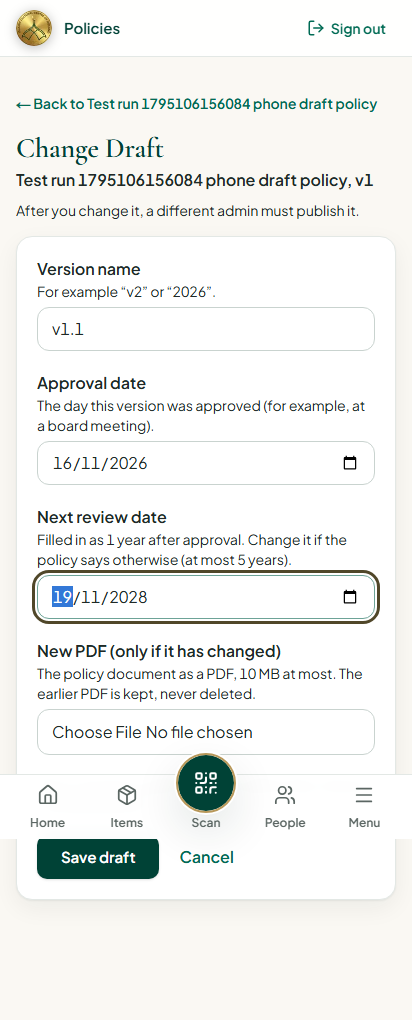 Policies
Sign out
← Back to Test run 1795106156084 phone draft policy
Change Draft
Test run 1795106156084 phone draft policy, v1
After you change it, a different admin must publish it.
Version name
For example “v2” or “2026”.
v1.1
Approval date
The day this version was approved (for example, at
a board meeting).
16/11/2026
Next review date
Filled in as 1 year after approval. Change it if the
policy says otherwise (at most 5 years).
19/11/2028
New PDF (only if it has changed)
The policy document as a PDF, 10 MB at most. The
earlier PDF is kept, never deleted.
Choose File No file chosen
Home
Items
Scan
People
Menu
Save draft
Cancel